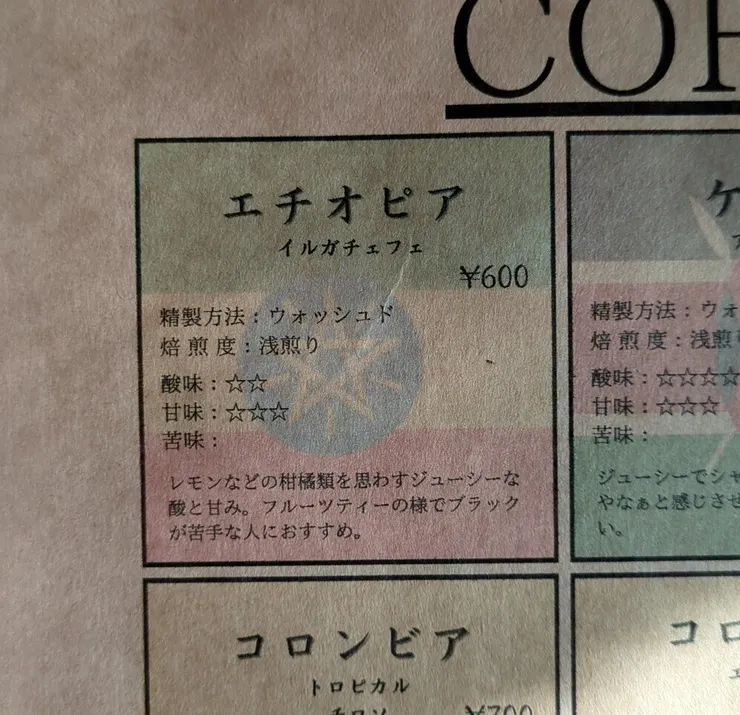 エチオピア
イルガチェフェ
¥600
精製方法：ウォッシュド
焙煎度：浅煎り
酸味：☆☆
甘味：☆☆☆
苦味：
レモンなどの柑橘類を思わすジューシーな
酸と甘み。フルーツティーの様でブラック
が苦手な人におすすめ。
ケ
精製方法：ウォ
焙煎度：浅煎り
酸味：☆☆☆☆
甘味：☆☆☆
苦味：
ジューシーでシャ
やなぁと感じさせ
い。
コロンビア
トロピカル
¥700
コロ